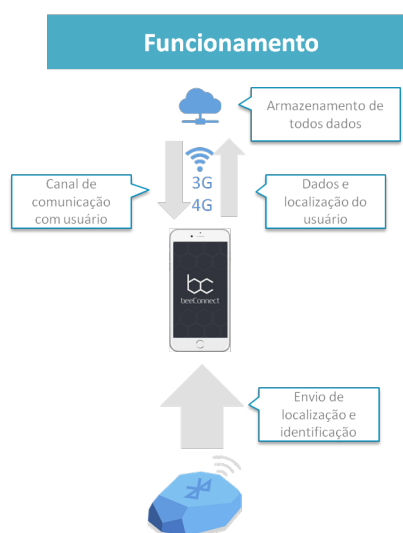 Funcionamento
Armazenamento de
todos dados
3G
4G
Canal de
comunicação
com usuário
Dados e
localização do
usuário
bc
beeConnect
Envio de
localização e
identificação